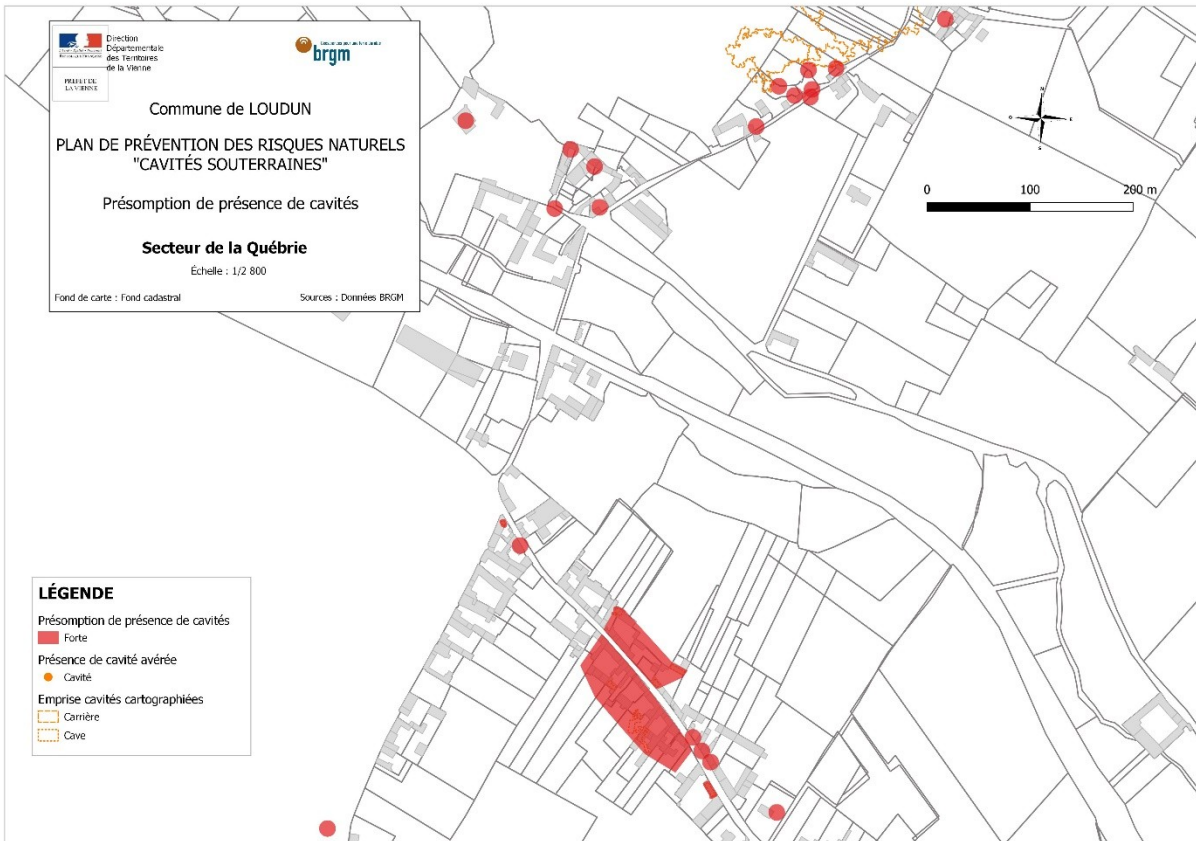 Direction
Départementale
des Territoires
de la Vienne
PRÉFET DE
LA VIENNE
brgm
Commune de LOUDUN
PLAN DE PRÉVENTION DES RISQUES NATURELS
"CAVITÉS SOUTERRAINES"
Présomption de présence de cavités
Secteur de la Québrie
Échelle : 1/2 800
Fond de carte : Fond cadastral
Sources : Données BRGM
N
O
E
S
0
100
200 m
LÉGENDE
Présomption de présence de cavités
Forte
Présence de cavité avérée
Cavité
Emprise cavités cartographiées
Carrière
Cave